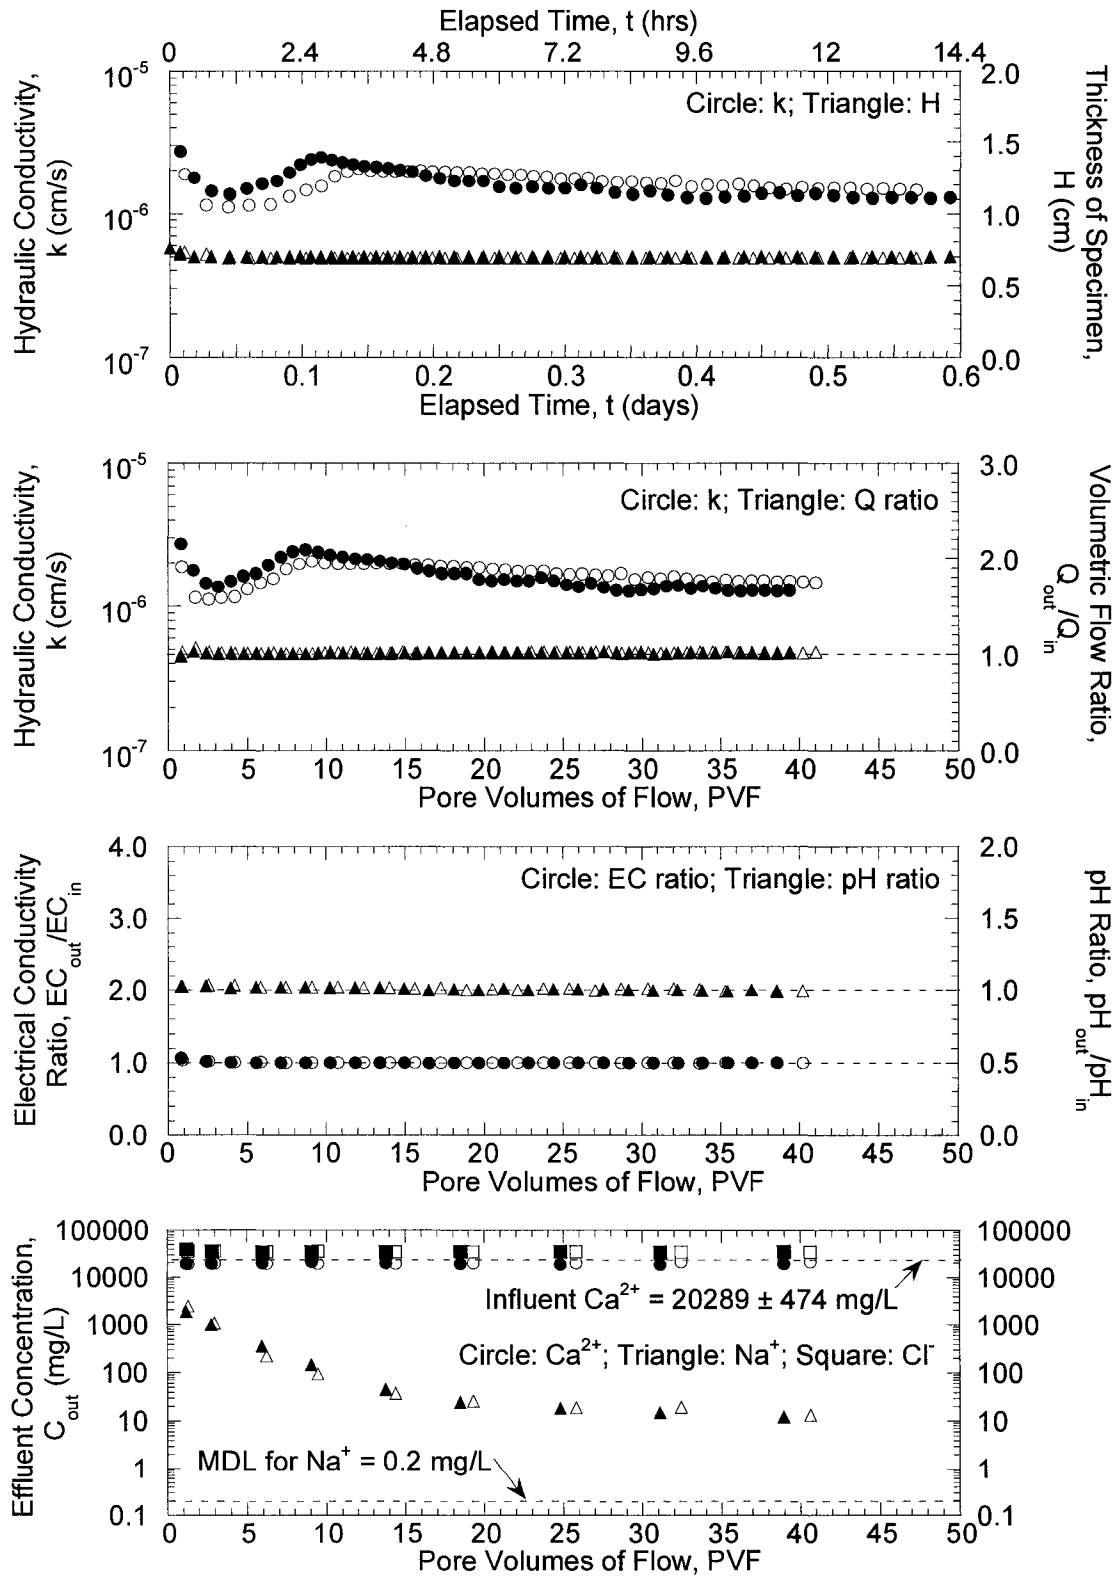 Elapsed Time, t (hrs)
0 2.4 4.8 7.2 9.6 12 14.4
Hydraulic Conductivity,
k (cm/s)
10⁻⁵
10⁻⁶
10⁻⁷
Circle: k; Triangle: H
2.0
1.5
1.0
0.5
0.0
Thickness of Specimen,
H (cm)
0 0.1 0.2 0.3 0.4 0.5 0.6
Elapsed Time, t (days)
Hydraulic Conductivity,
k (cm/s)
10⁻⁵
10⁻⁶
10⁻⁷
Circle: k; Triangle: Q ratio
3.0
2.0
1.0
0.0
Volumetric Flow Ratio,
Q_out/Q_in
0 5 10 15 20 25 30 35 40 45 50
Pore Volumes of Flow, PVF
Electrical Conductivity
Ratio, EC_out/EC_in
4.0
3.0
2.0
1.0
0.0
Circle: EC ratio; Triangle: pH ratio
2.0
1.5
1.0
0.5
0.0
pH Ratio, pH_out/pH_in
0 5 10 15 20 25 30 35 40 45 50
Pore Volumes of Flow, PVF
Effluent Concentration,
C_out (mg/L)
100000
10000
1000
100
10
1
0.1
Influent Ca²⁺ = 20289 ± 474 mg/L
Circle: Ca²⁺; Triangle: Na⁺; Square: Cl⁻
MDL for Na⁺ = 0.2 mg/L
100000
10000
1000
100
10
1
0.1
0 5 10 15 20 25 30 35 40 45 50
Pore Volumes of Flow, PVF